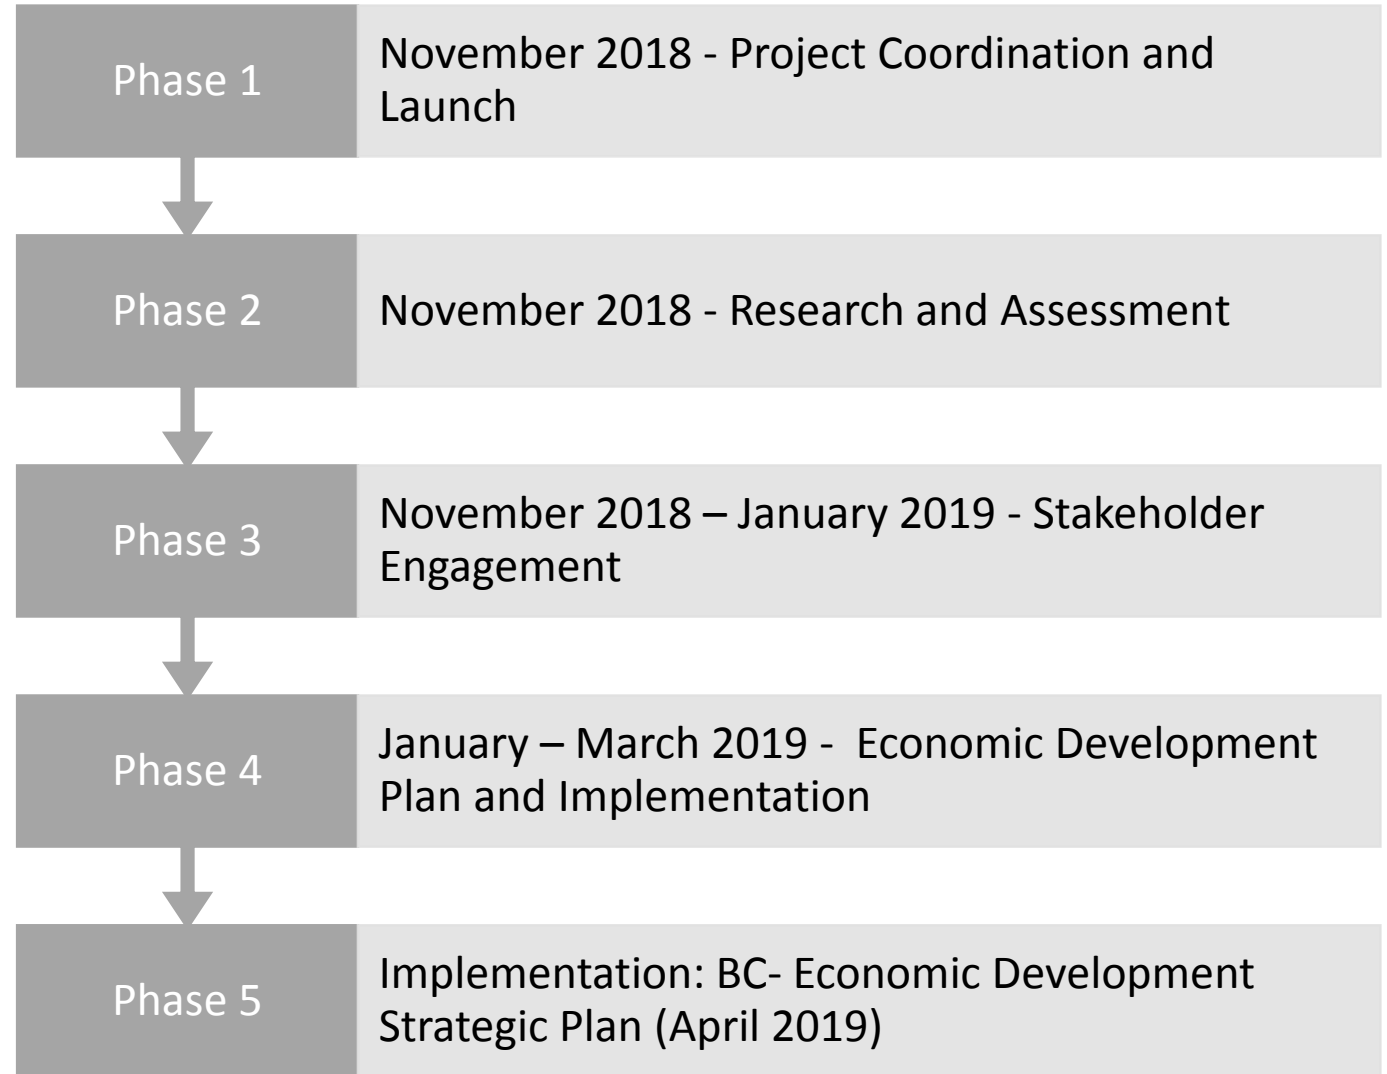 Phase 1
November 2018 - Project Coordination and
Launch
Phase 2
November 2018 - Research and Assessment
Phase 3
November 2018 – January 2019 - Stakeholder
Engagement
Phase 4
January – March 2019 -  Economic Development
Plan and Implementation
Phase 5
Implementation: BC- Economic Development
Strategic Plan (April 2019)